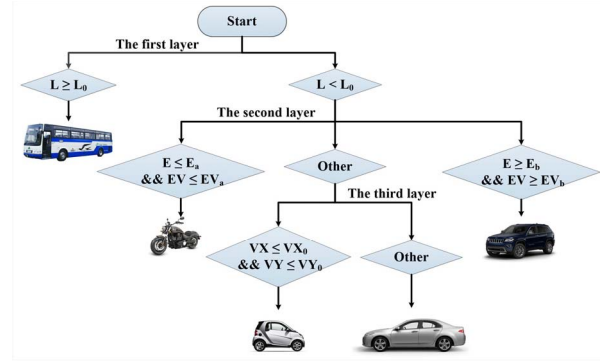 Start
The first layer
L ≥ L₀
L < L₀
The second layer
E ≤ Eₐ
&& EV ≤ EVₐ
Other
E ≥ E_b
&& EV ≥ EV_b
The third layer
VX ≤ VX₀
&& VY ≤ VY₀
Other